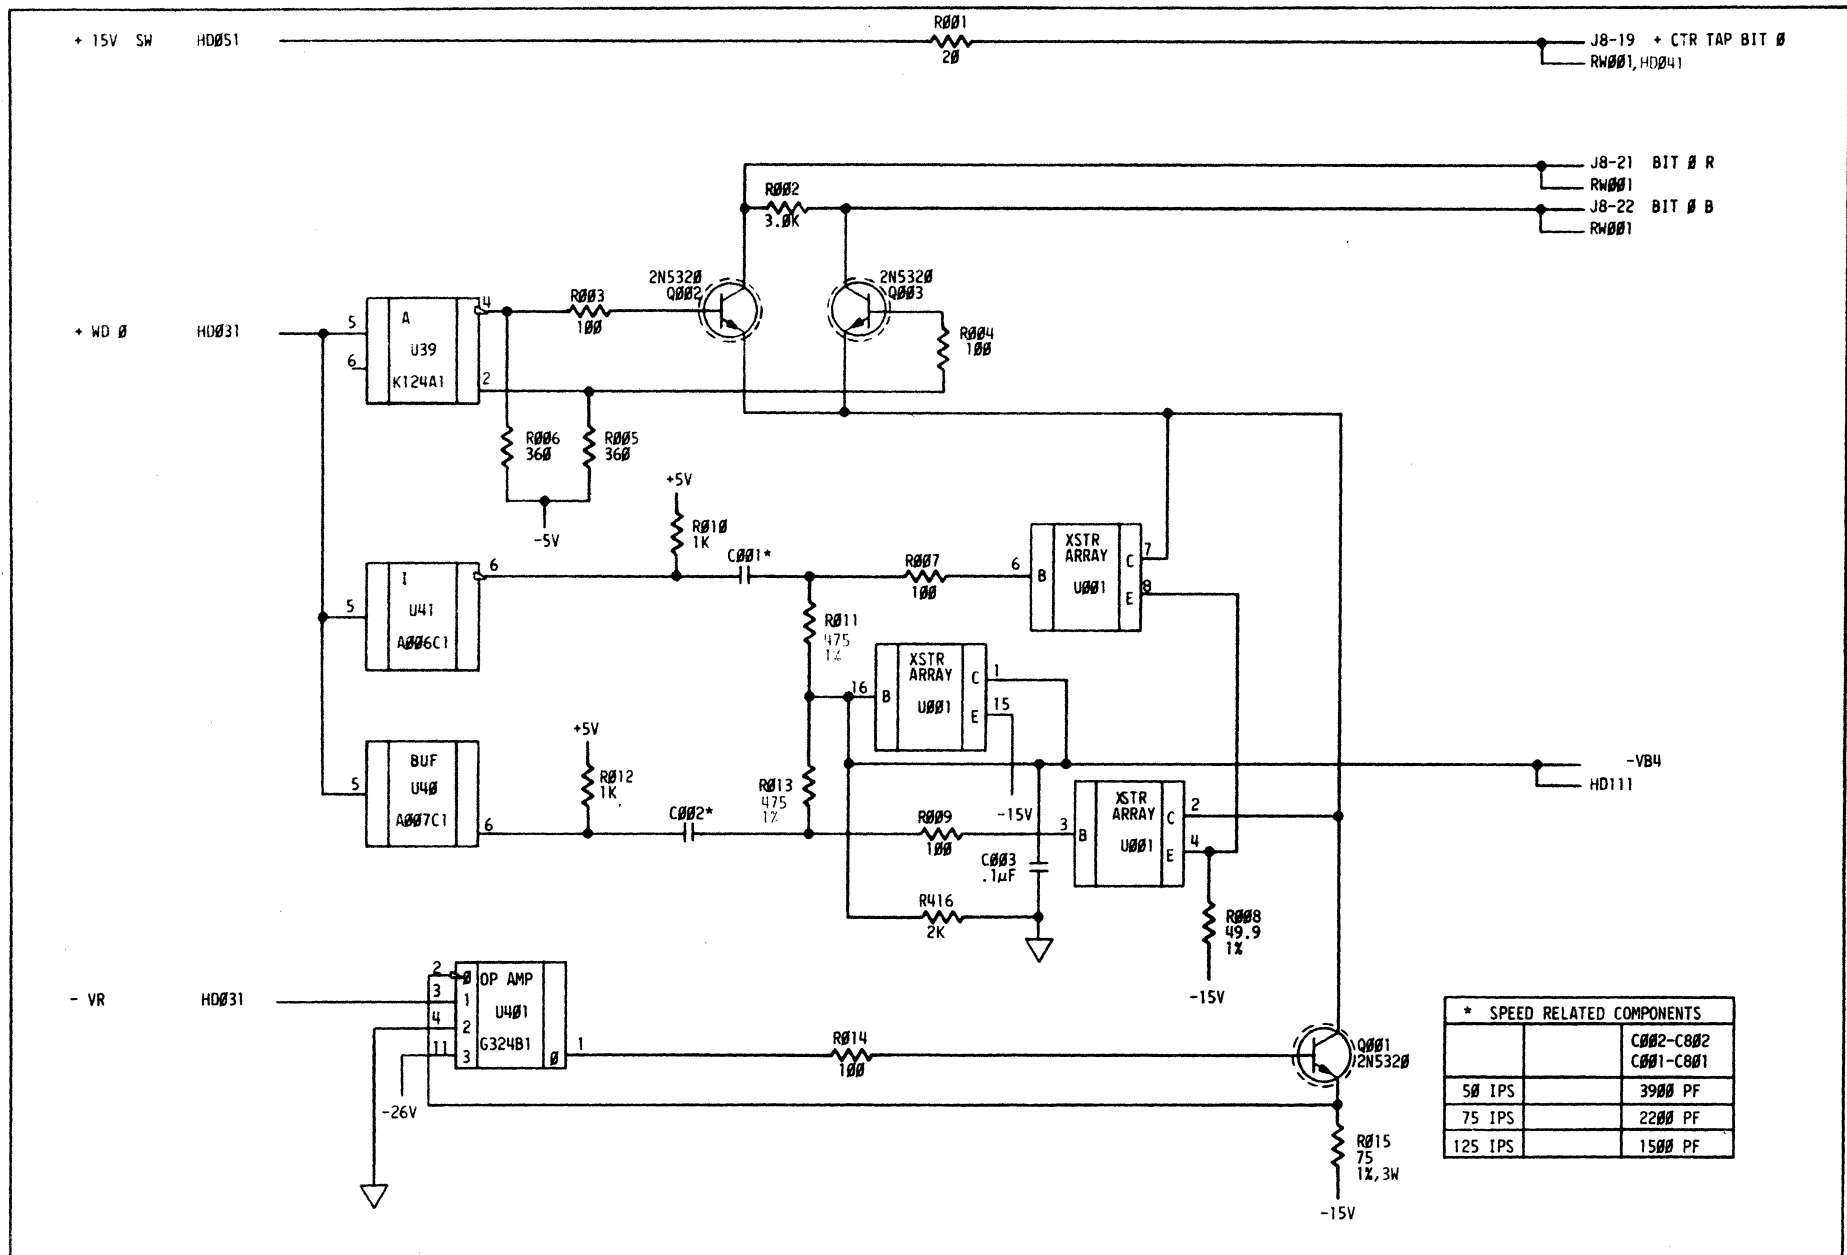 + 15V SW HDØ51
RØØ1
2Ø
J8-19 + CTR TAP BIT Ø
RWØØ1,HDØ41
J8-21 BIT Ø R
RWØØ1
RØØ2
3.ØK
J8-22 BIT Ø B
RWØØ1
2N532Ø
QØØ2
2N532Ø
QØØ3
+ WD Ø HDØ31
5
6
A
U39
K124A1
4
2
RØØ3
1ØØ
RØØ4
1ØØ
RØØ6
36Ø
RØØ5
36Ø
-5V
+5V
RØ1Ø
1K
CØØ1*
5
I
U41
AØØ6C1
6
RØØ7
1ØØ
6
B
XSTR
ARRAY
UØØ1
C
E
7
8
RØ11
475
1%
16
B
XSTR
ARRAY
UØØ1
C
E
1
15
-15V
+5V
RØ12
1K
5
BUF
U4Ø
AØØ7C1
6
CØØ2*
RØ13
475
1%
-VB4
HD111
RØØ9
1ØØ
3
B
XSTR
ARRAY
UØØ1
C
E
2
4
CØØ3
.1µF
R416
2K
RØØ8
49.9
1%
-15V
- VR HDØ31
2
3
4
11
Ø
1
2
3
OP AMP
U4Ø1
G324B1
Ø
1
-26V
RØ14
1ØØ
QØØ1
2N532Ø
RØ15
75
1%,3W
-15V
* SPEED RELATED COMPONENTS
CØØ2-C8Ø2
CØØ1-C8Ø1
5Ø IPS 39ØØ PF
75 IPS 22ØØ PF
125 IPS 15ØØ PF